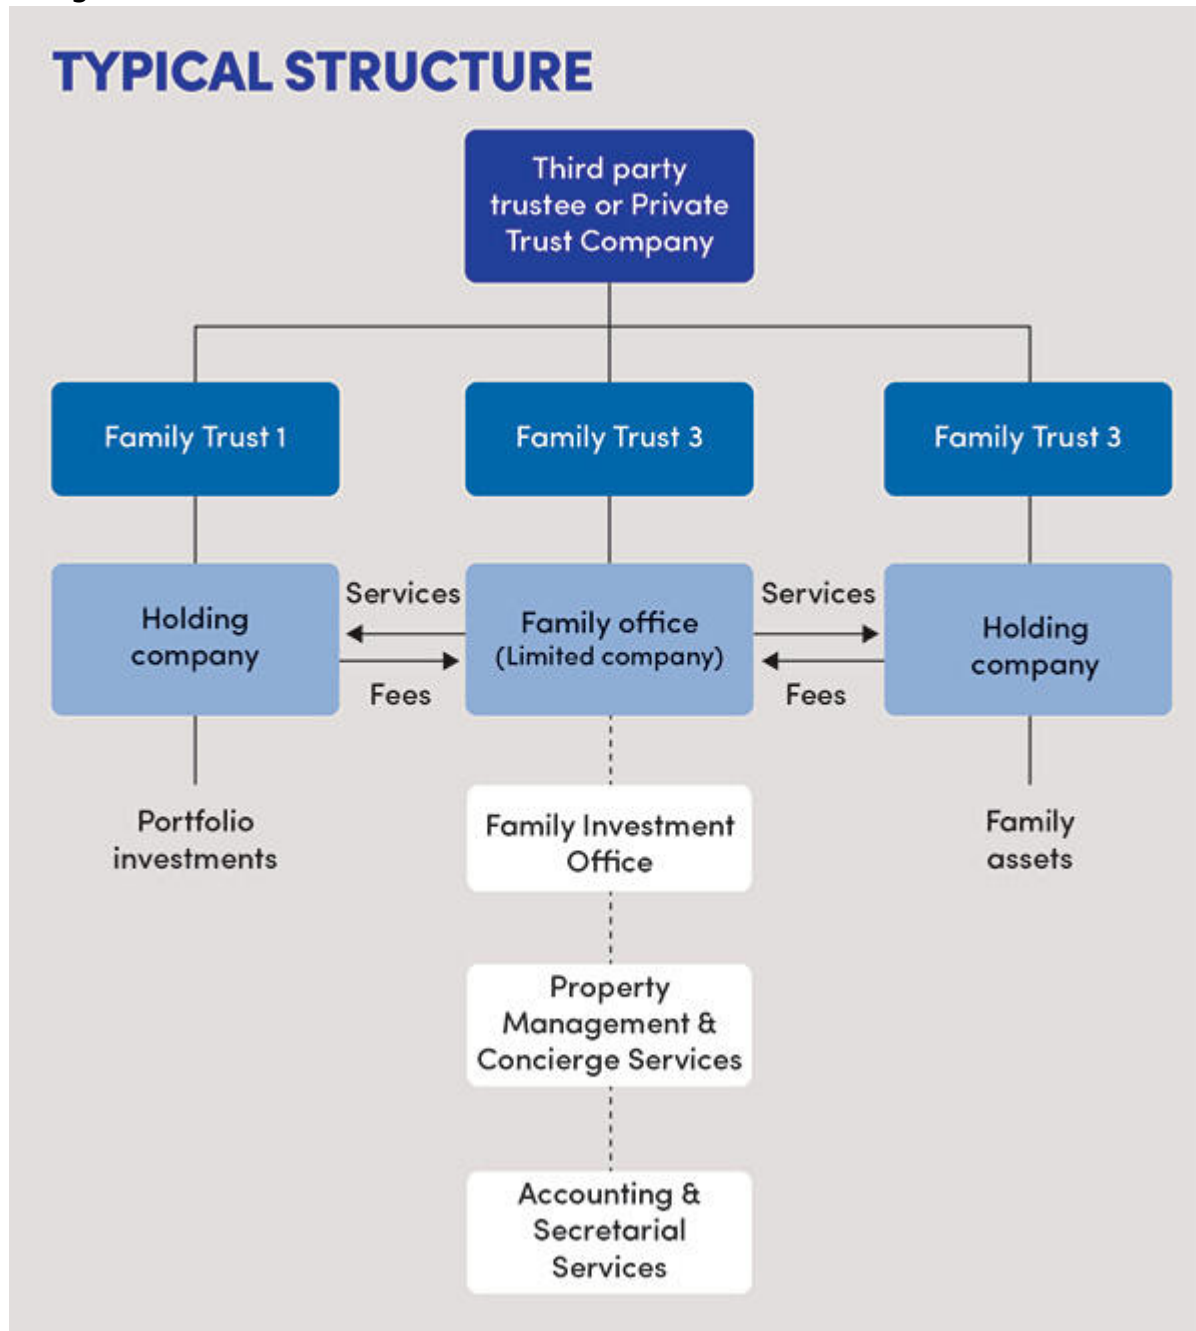 TYPICAL STRUCTURE
Third party
trustee or Private
Trust Company
Family Trust 1
Family Trust 3
Family Trust 3
Holding
company
Services
Fees
Family office
(Limited company)
Services
Fees
Holding
company
Portfolio
investments
Family Investment
Office
Family
assets
Property
Management &
Concierge Services
Accounting &
Secretarial
Services